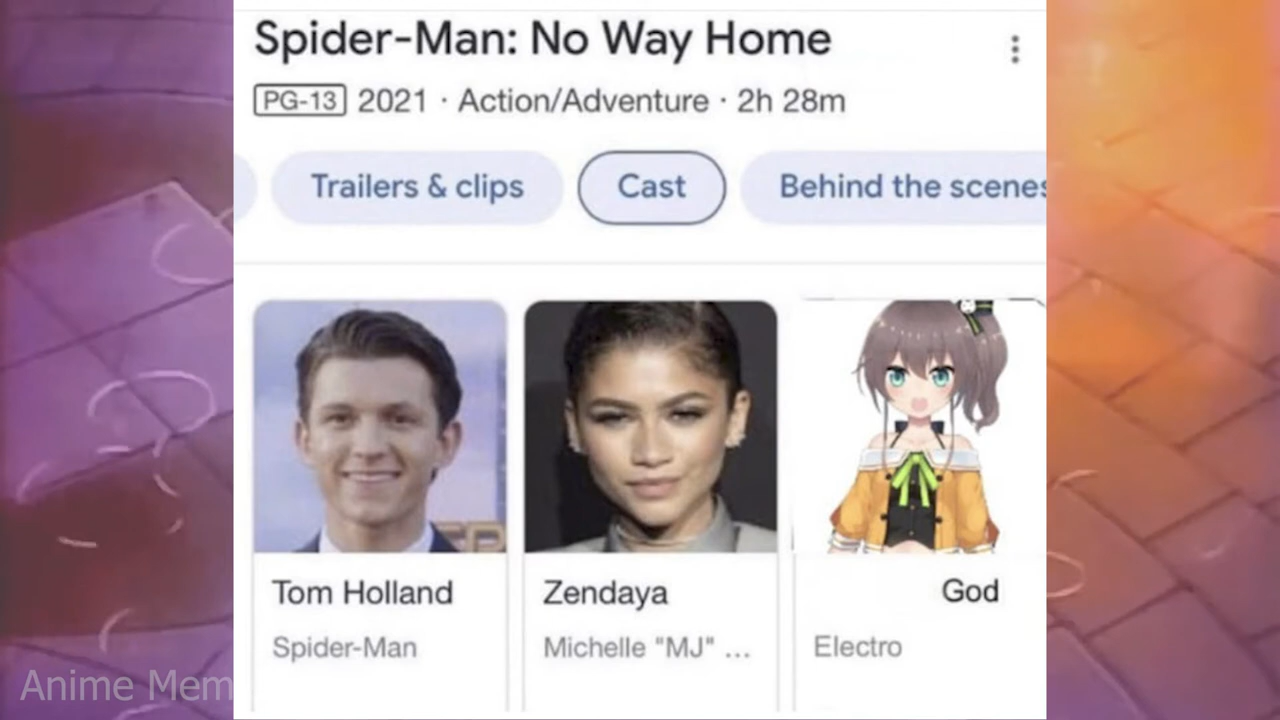 Spider-Man: No Way Home
PG-13 2021 · Action/Adventure · 2h 28m
Trailers & clips Cast Behind the scenes
Tom Holland Zendaya God
Spider-Man Michelle "MJ" ... Electro
Anime Mem